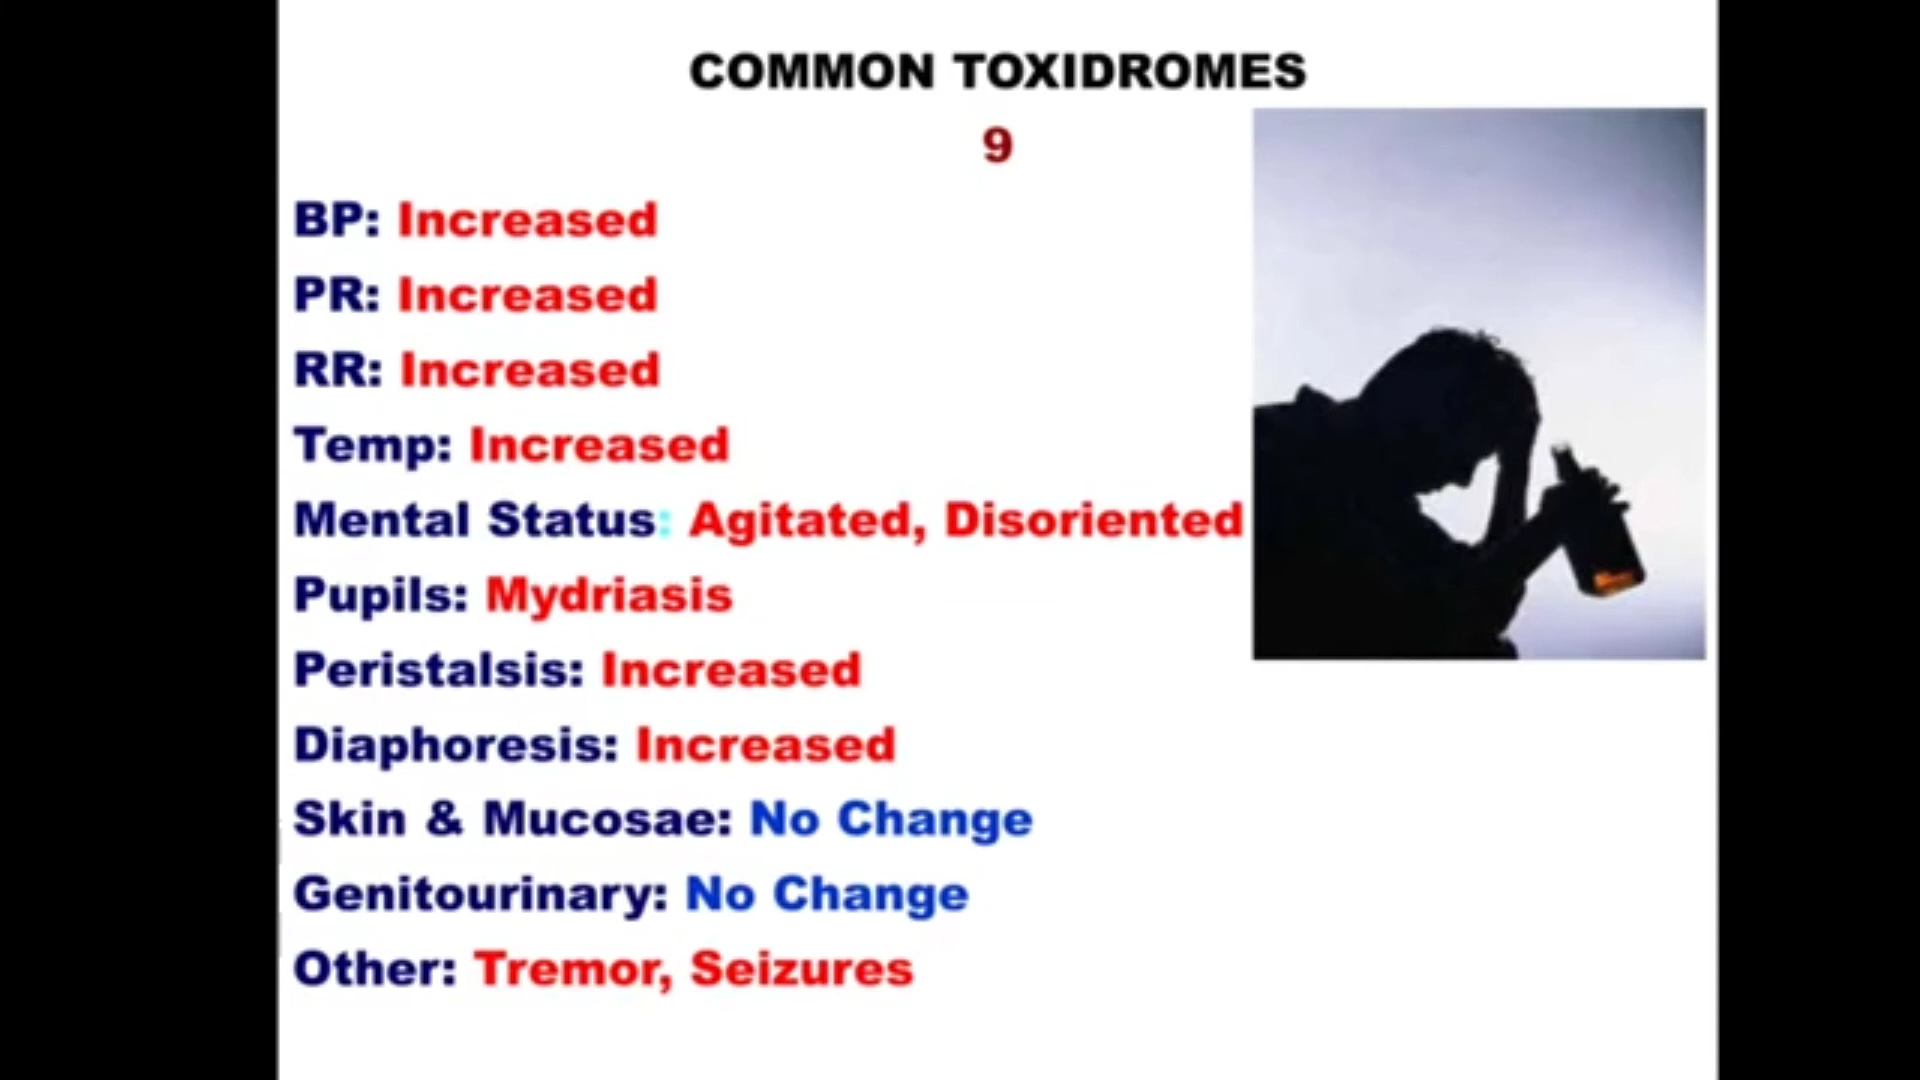 COMMON TOXIDROMES
9
BP: Increased
PR: Increased
RR: Increased
Temp: Increased
Mental Status: Agitated, Disoriented
Pupils: Mydriasis
Peristalsis: Increased
Diaphoresis: Increased
Skin & Mucosae: No Change
Genitourinary: No Change
Other: Tremor, Seizures